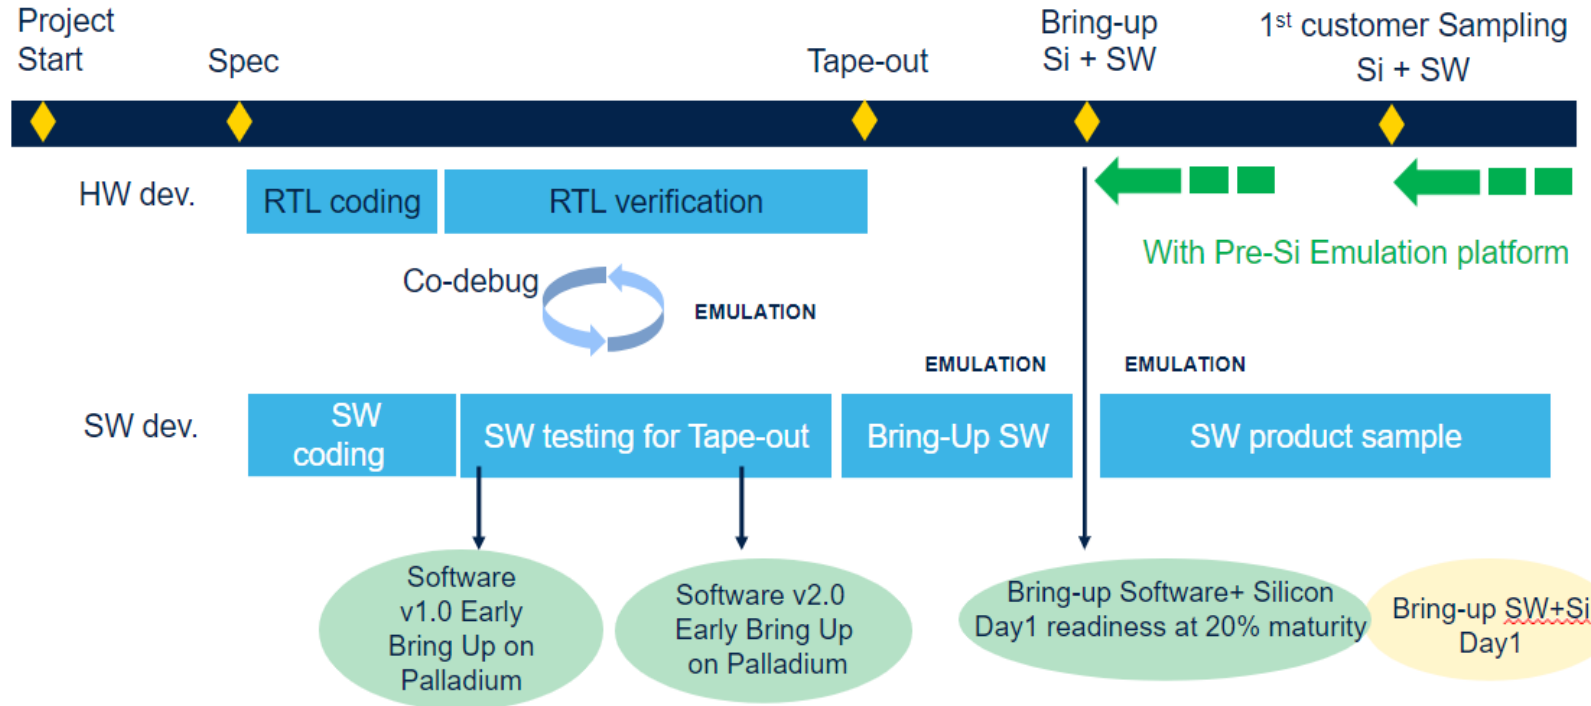 Project
Start
Spec
Tape-out
Bring-up
Si + SW
1st customer Sampling
Si + SW
HW dev.
RTL coding
RTL verification
With Pre-Si Emulation platform
Co-debug
EMULATION
EMULATION
EMULATION
SW dev.
SW
coding
SW testing for Tape-out
Bring-Up SW
SW product sample
Software
v1.0 Early
Bring Up on
Palladium
Software v2.0
Early Bring Up
on Palladium
Bring-up Software+ Silicon
Day1 readiness at 20% maturity
Bring-up SW+Si
Day1